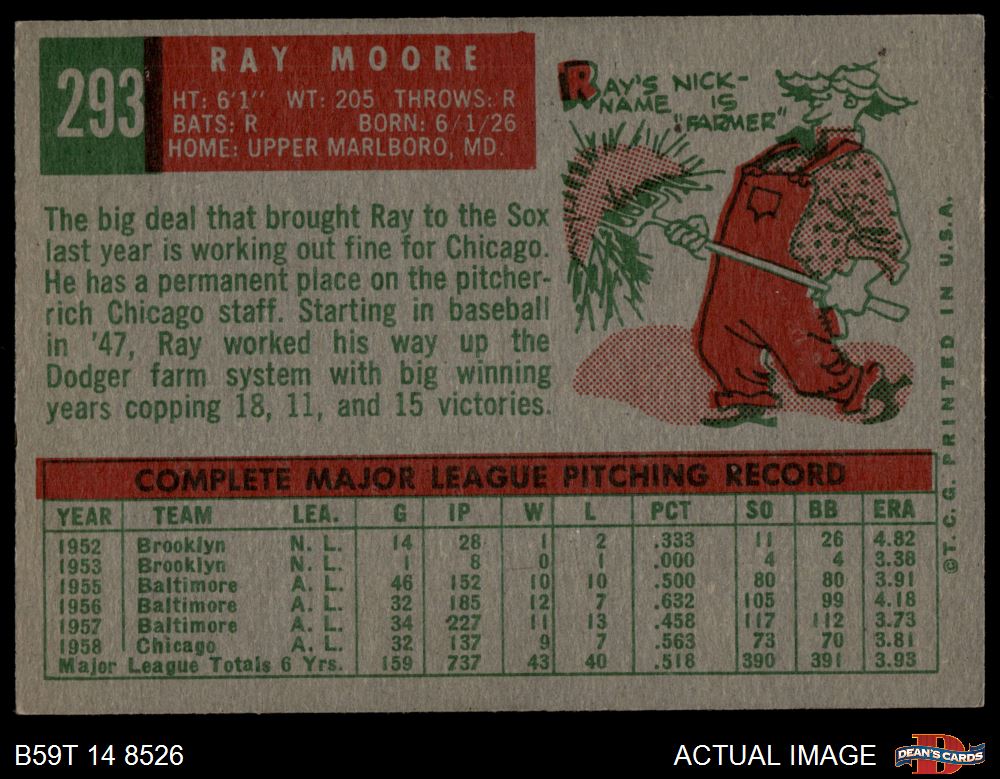 293
RAY MOORE
HT: 6'1" WT: 205 THROWS: R
BATS: R BORN: 6/1/26
HOME: UPPER MARLBORO, MD.
RAY'S NICK-
NAME IS
"FARMER"
The big deal that brought Ray to the Sox
last year is working out fine for Chicago.
He has a permanent place on the pitcher-
rich Chicago staff. Starting in baseball
in '47, Ray worked his way up the
Dodger farm system with big winning
years copping 18, 11, and 15 victories.
COMPLETE MAJOR LEAGUE PITCHING RECORD
YEAR TEAM LEA. G IP W L PCT SO BB ERA
1952 Brooklyn N. L. 14 28 1 2 .333 11 26 4.82
1953 Brooklyn N. L. 1 8 0 1 .000 4 4 3.38
1955 Baltimore A. L. 46 152 10 10 .500 80 80 3.91
1956 Baltimore A. L. 32 185 12 7 .632 105 99 4.18
1957 Baltimore A. L. 34 227 11 13 .458 117 112 3.73
1958 Chicago A. L. 32 137 9 7 .563 73 70 3.81
Major League Totals 6 Yrs. 159 737 43 40 .518 390 391 3.93
© T. C. G. PRINTED IN U.S.A.
B59T 14 8526
ACTUAL IMAGE
DEAN'S CARDS